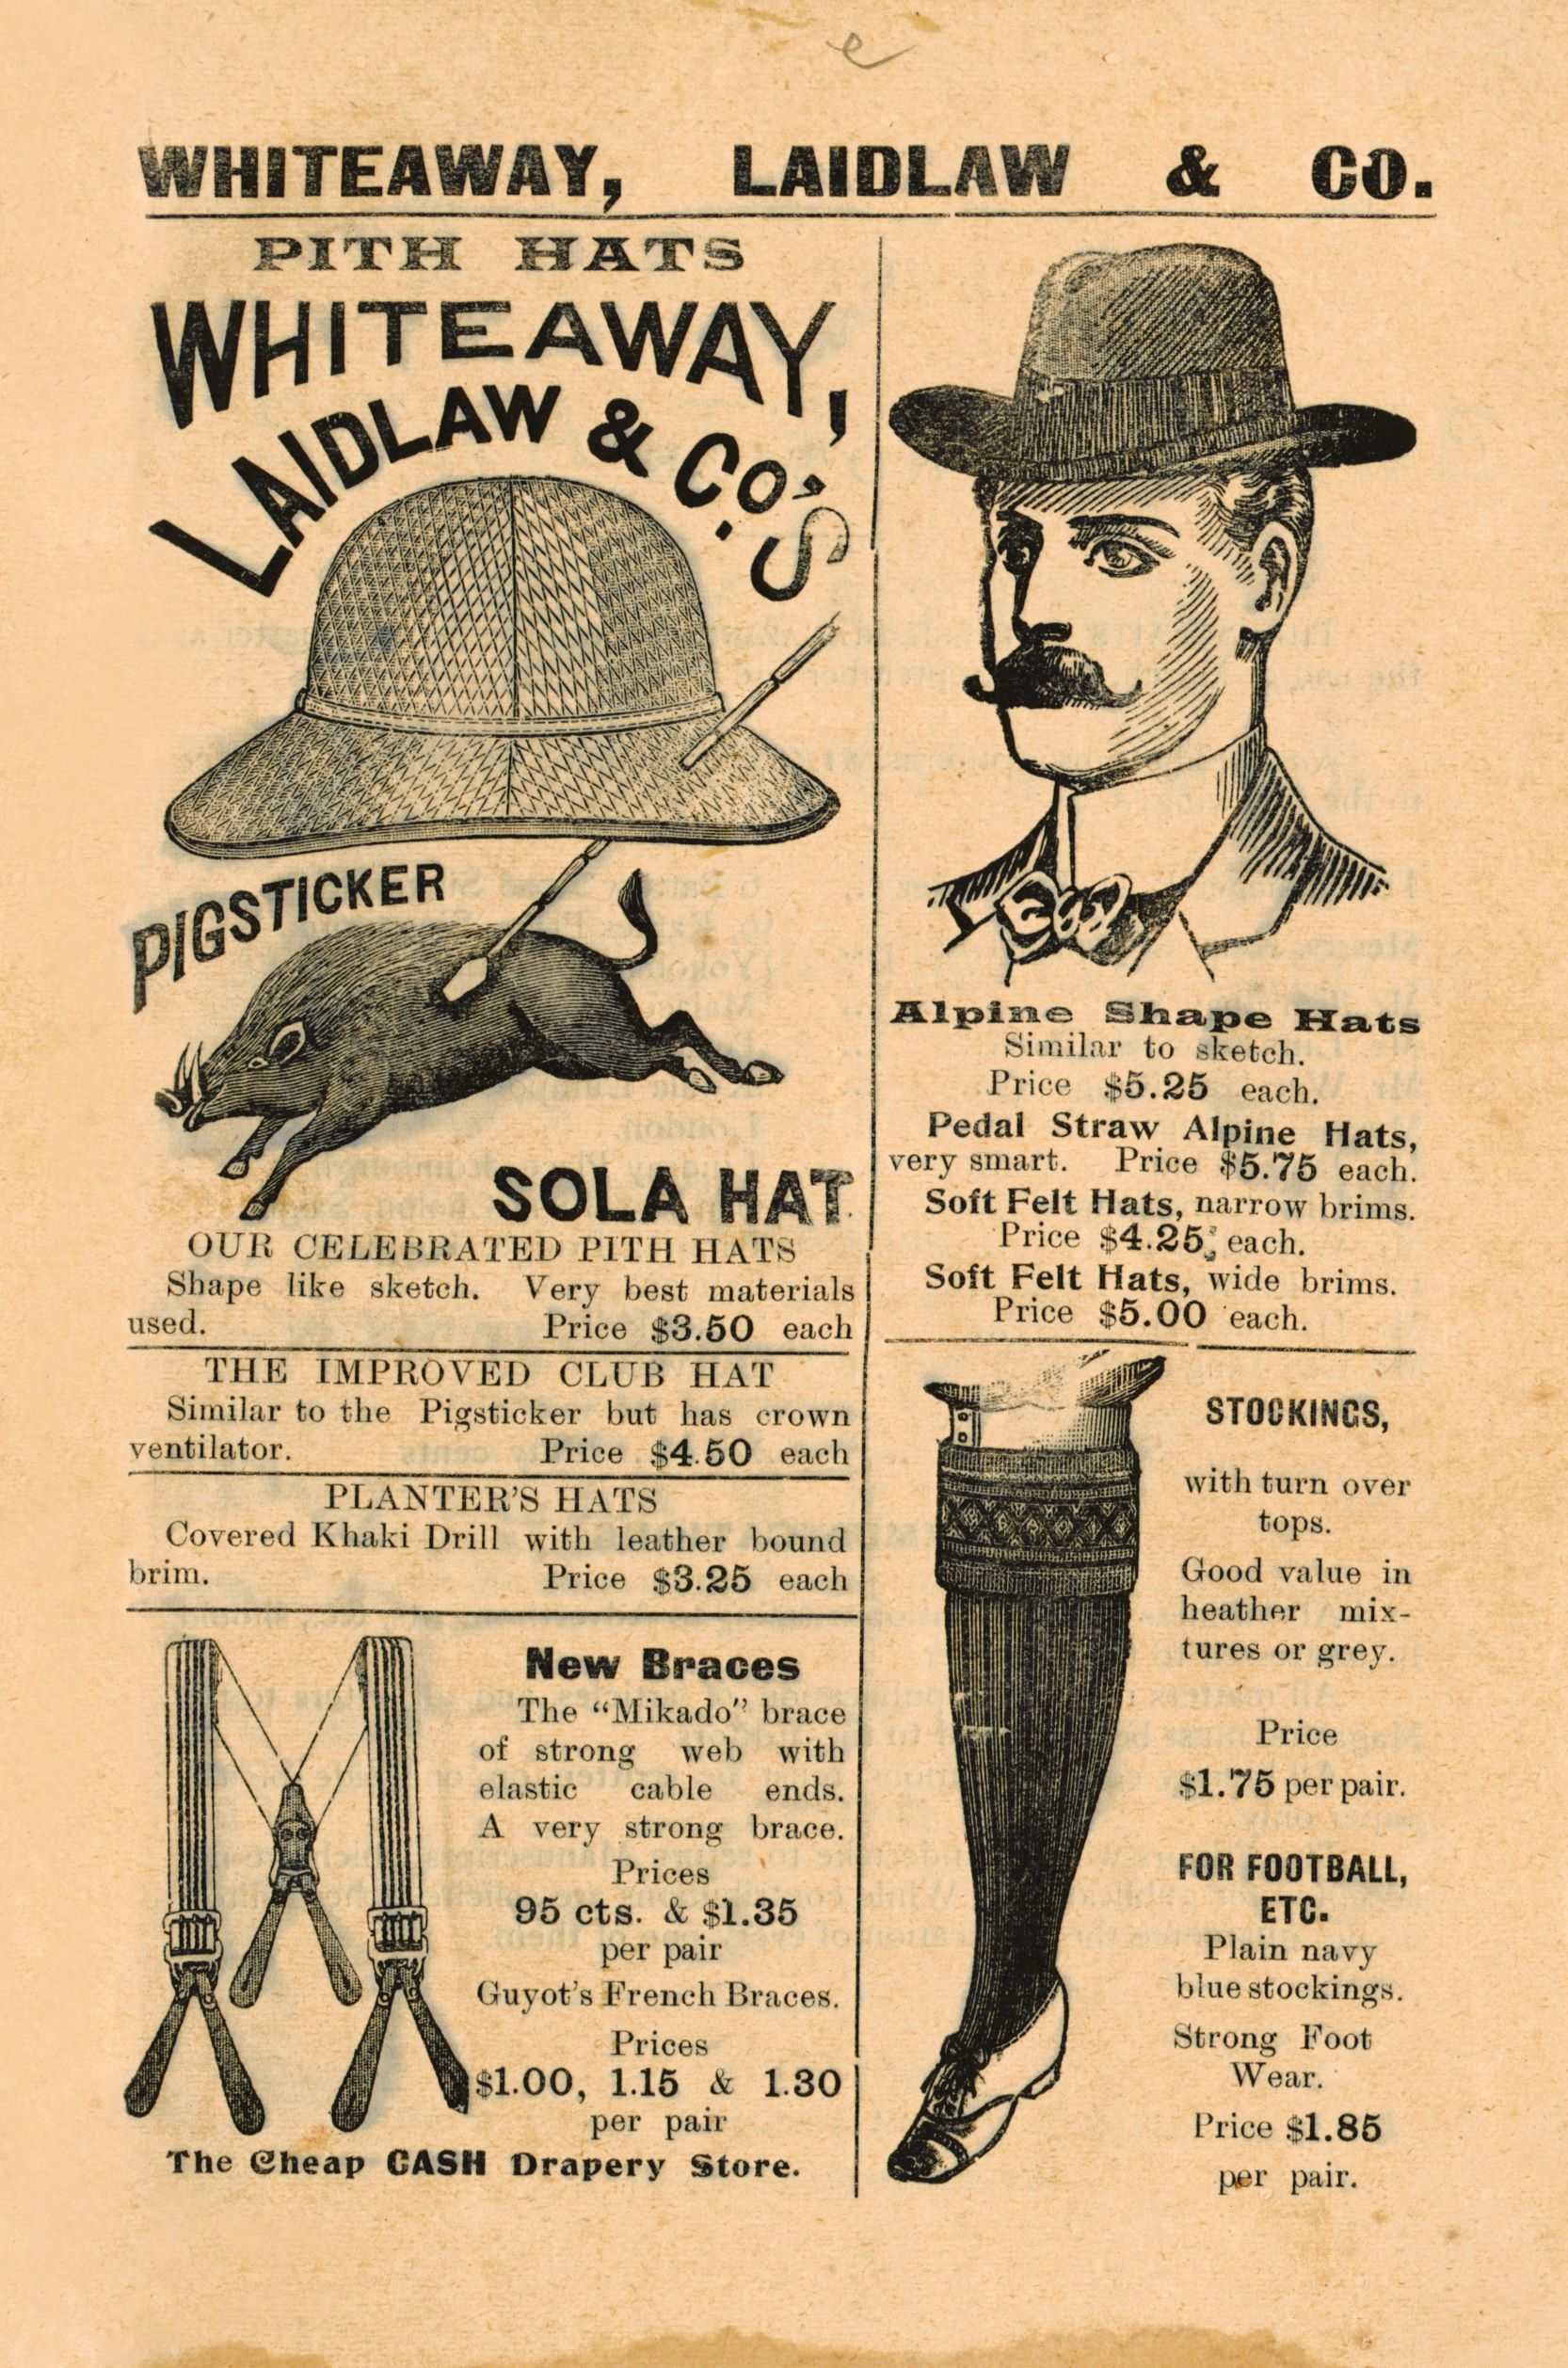 e
WHITEAWAY, LAIDLAW & CO.
PITH HATS
WHITEAWAY,
LAIDLAW & CO.'S
PIGSTICKER
SOLA HAT
OUR CELEBRATED PITH HATS
Shape like sketch. Very best materials
used. Price $3.50 each
THE IMPROVED CLUB HAT
Similar to the Pigsticker but has crown
ventilator. Price $4.50 each
PLANTER'S HATS
Covered Khaki Drill with leather bound
brim. Price $3.25 each
New Braces
The "Mikado" brace
of strong web with
elastic cable ends.
A very strong brace.
Prices
95 cts. & $1.35
per pair
Guyot's French Braces.
Prices
$1.00, 1.15 & 1.30
per pair
The Cheap CASH Drapery Store.
Alpine Shape Hats
Similar to sketch.
Price $5.25 each.
Pedal Straw Alpine Hats,
very smart. Price $5.75 each.
Soft Felt Hats, narrow brims.
Price $4.25 each.
Soft Felt Hats, wide brims.
Price $5.00 each.
STOCKINGS,
with turn over
tops.
Good value in
heather mix-
tures or grey.
Price
$1.75 per pair.
FOR FOOTBALL,
ETC.
Plain navy
blue stockings.
Strong Foot
Wear.
Price $1.85
per pair.